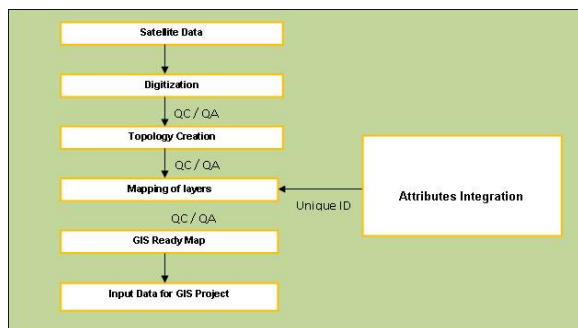 Satellite Data
Digitization
QC / QA
Topology Creation
QC / QA
Mapping of layers
Unique ID
Attributes Integration
QC / QA
GIS Ready Map
Input Data for GIS Project